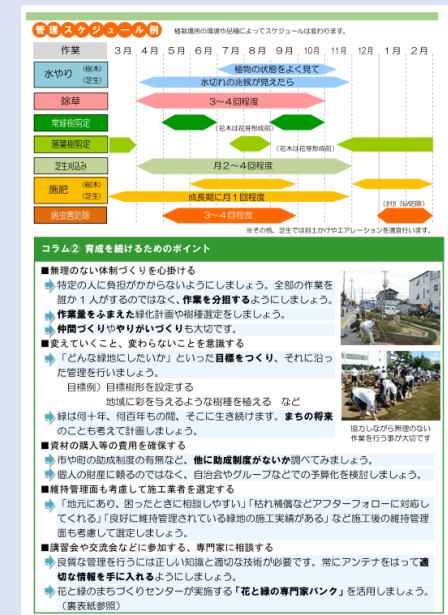 管理スケジュール例 植栽場所の環境や品種によってスケジュールは変わります。
作業 3月 4月 5月 6月 7月 8月 9月 10月 11月 12月 1月 2月
水やり (樹木) 植物の状態をよく見て
(芝生) 水切れの兆候が見えたら
除草 3〜4回程度
常緑樹剪定 (花木は花芽形成前)
落葉樹剪定 (花木は花芽形成前)
芝生刈込み 月2〜4回程度
施肥 (樹木)
(芝生) 成長期に月1回程度
病虫害防除 3〜4回程度
※その他、芝生では目土かけやエアレーションを適宜行います。
コラム② 育成を続けるためのポイント
■無理のない体制づくりを心掛ける
特定の人に負担がかからないようにしましょう。全部の作業を
誰か1人がするのではなく、作業を分担するようにしましょう。
作業量をふまえた緑化計画や樹種選定をしましょう。
仲間づくりややりがいづくりも大切です。
■変えていくこと、変わらないことを意識する
「どんな緑地にしたいか」といった目標をつくり、それに沿っ
た管理を行いましょう。
目標例）目標樹形を設定する
地域に彩を与えるような樹種を植える など
緑は何十年、何百年もの間、そこに生き続けます。まちの将来
のことも考えて計画しましょう。
協力しながら無理のない
作業を行う事が大切です
■資材の購入等の費用を確保する
市や町の助成制度の有無など、他に助成制度がないか調べてみましょう。
個人の財産に頼るのではなく、自治会やグループなどでの予算化を検討しましょう。
■維持管理面も考慮して施工業者を選定する
「地元にあり、困ったときに相談しやすい」「枯れ補償などアフターフォローに対応し
てくれる」「良好に維持管理されている緑地の施工実績がある」など施工後の維持管理
面も考慮して選定しましょう。
■講習会や交流会などに参加する、専門家に相談する
良質な管理を行うには正しい知識と適切な技術が必要です。常にアンテナをはって適
切な情報を手に入れるようにしましょう。
花と緑のまちづくりセンターが実施する「花と緑の専門家バンク」を活用しましょう。
（裏表紙参照）